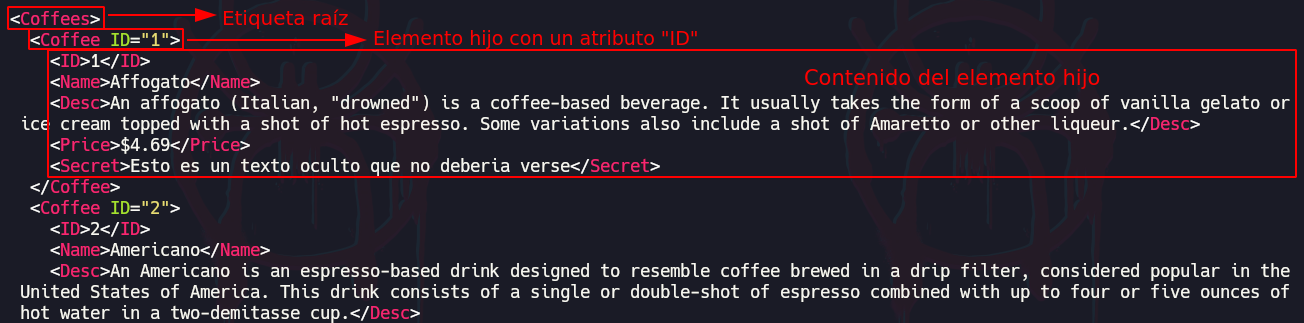 <Coffees> Etiqueta raíz
<Coffee ID="1"> Elemento hijo con un atributo "ID"
<ID>1</ID>
<Name>Affogato</Name> Contenido del elemento hijo
<Desc>An affogato (Italian, "drowned") is a coffee-based beverage. It usually takes the form of a scoop of vanilla gelato or
ice cream topped with a shot of hot espresso. Some variations also include a shot of Amaretto or other liqueur.</Desc>
<Price>$4.69</Price>
<Secret>Esto es un texto oculto que no deberia verse</Secret>
</Coffee>
<Coffee ID="2">
<ID>2</ID>
<Name>Americano</Name>
<Desc>An Americano is an espresso-based drink designed to resemble coffee brewed in a drip filter, considered popular in the
United States of America. This drink consists of a single or double-shot of espresso combined with up to four or five ounces of
hot water in a two-demitasse cup.</Desc>